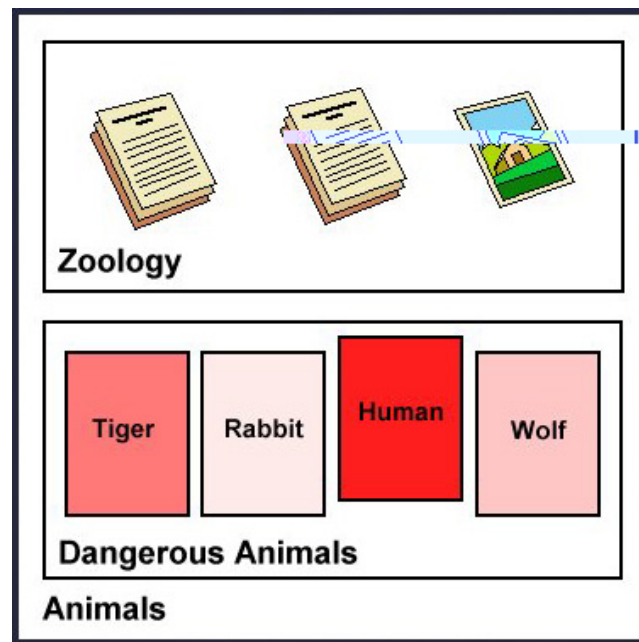 Zoology
Tiger
Rabbit
Human
Wolf
Dangerous Animals
Animals